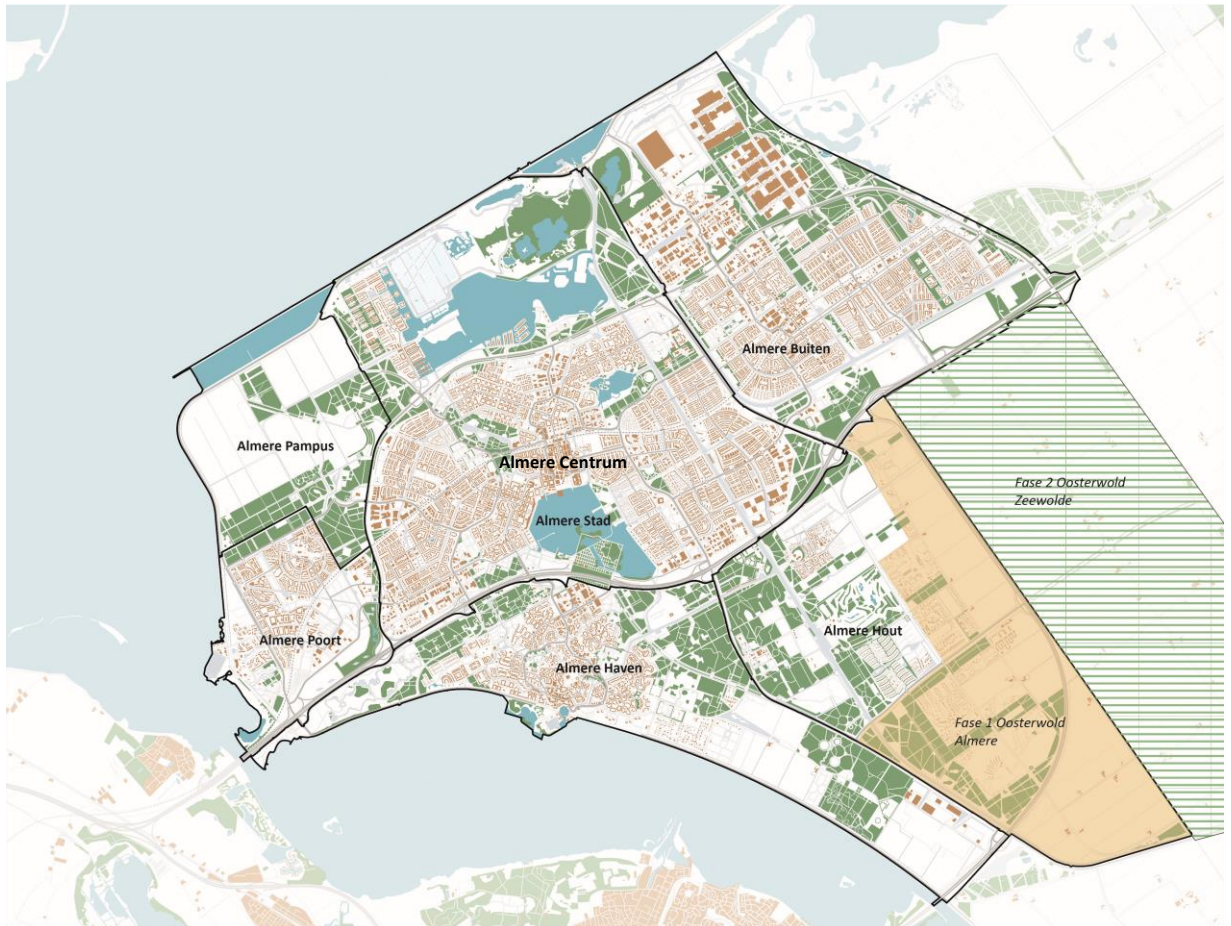 Almere Buiten
Almere Pampus
Almere Centrum
Fase 2 Oosterwold
Zeewolde
Almere Stad
Almere Poort
Almere Hout
Almere Haven
Fase 1 Oosterwold
Almere